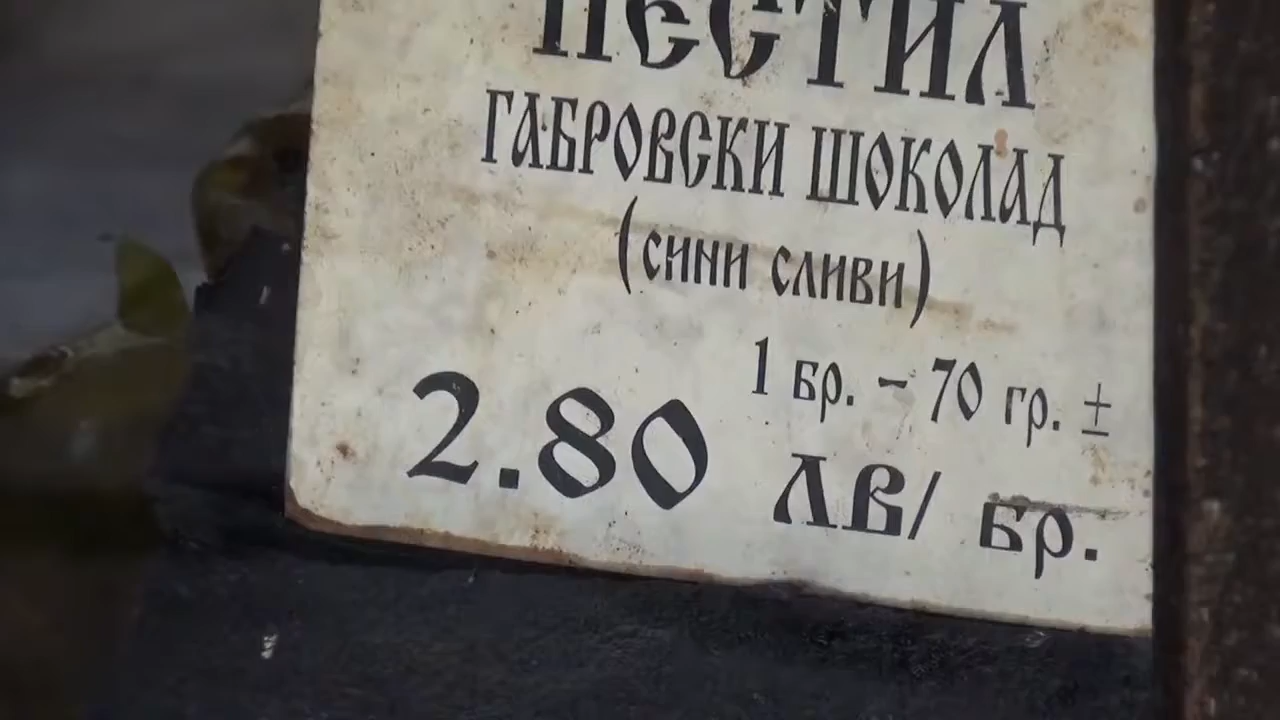 ПЕСТИЛ
ГАБРОВСКИ ШОКОЛАД
(СИНИ СЛИВИ)
1 бр. - 70 гр. ±
2.80 ЛВ/ бр.